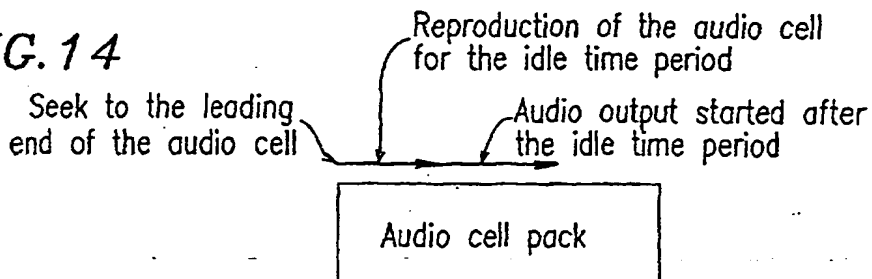 G. 14
Reproduction of the audio cell
for the idle time period
Seek to the leading
end of the audio cell
Audio output started after
the idle time period
Audio cell pack